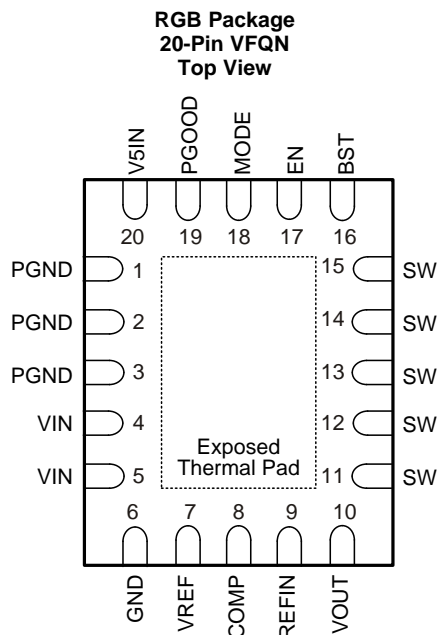 RGB Package
20-Pin VFQN
Top View
V5IN
PGOOD
MODE
EN
BST
20
19
18
17
16
PGND
1
15
SW
PGND
2
14
SW
PGND
3
13
SW
VIN
4
12
SW
VIN
5
11
SW
Exposed
Thermal Pad
6
7
8
9
10
GND
VREF
COMP
REFIN
VOUT